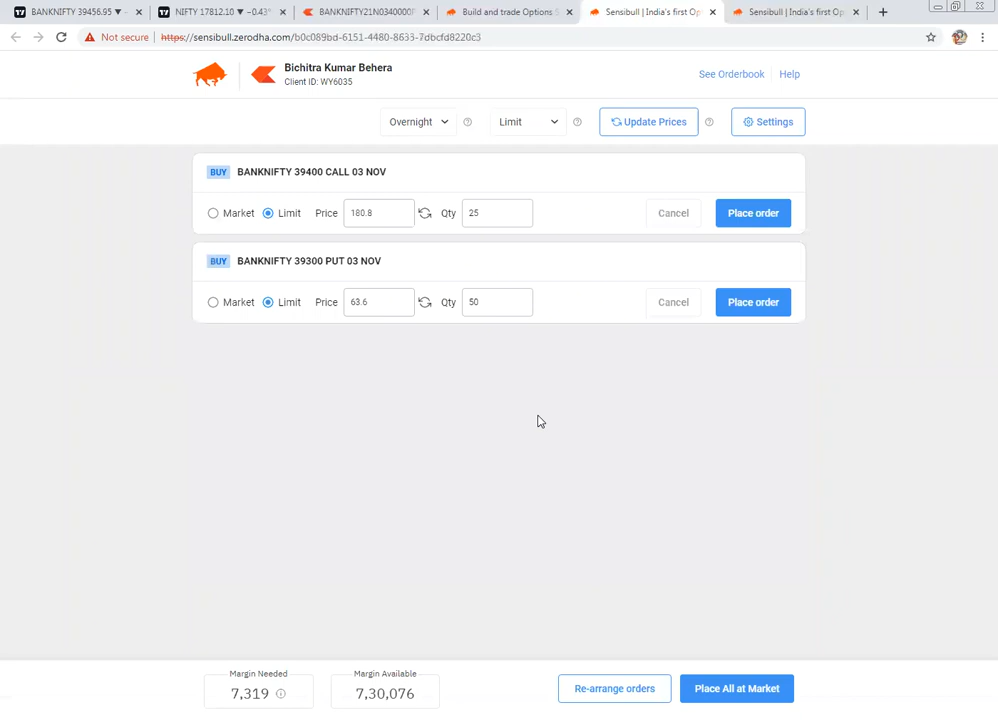 BANKNIFTY 39456.95 ▼ −
NIFTY 17812.10 ▼ −0.43°
BANKNIFTY21N0340000P
Build and trade Options S
Sensibull | India's first Op
Sensibull | India's first Op
Not secure
https://sensibull.zerodha.com/b0c089bd-6151-4480-8633-7dbcfd8220c3
Bichitra Kumar Behera
Client ID: WY6035
See Orderbook
Help
Overnight
Limit
Update Prices
Settings
BUY BANKNIFTY 39400 CALL 03 NOV
Market Limit Price 180.8 Qty 25 Cancel Place order
BUY BANKNIFTY 39300 PUT 03 NOV
Market Limit Price 63.6 Qty 50 Cancel Place order
Margin Needed
7,319
Margin Available
7,30,076
Re-arrange orders
Place All at Market